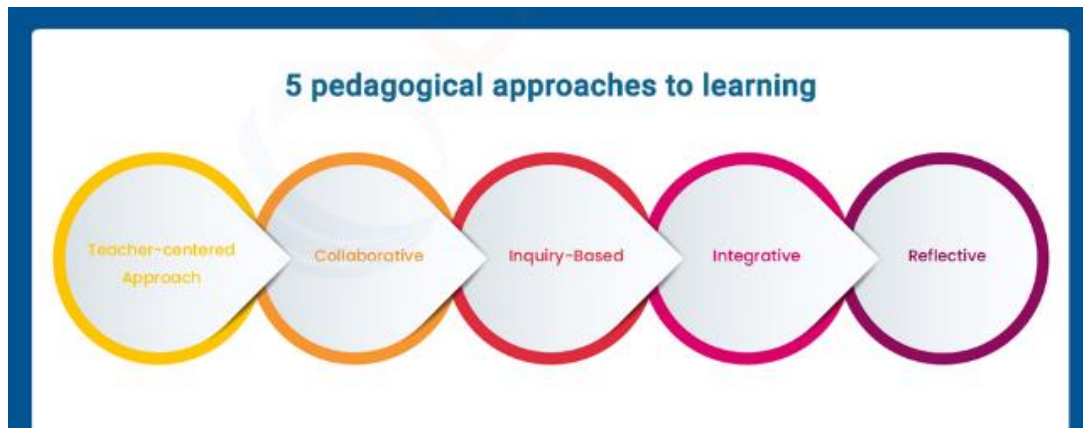 5 pedagogical approaches to learning
Teacher-centered
Approach
Collaborative
Inquiry-Based
Integrative
Reflective